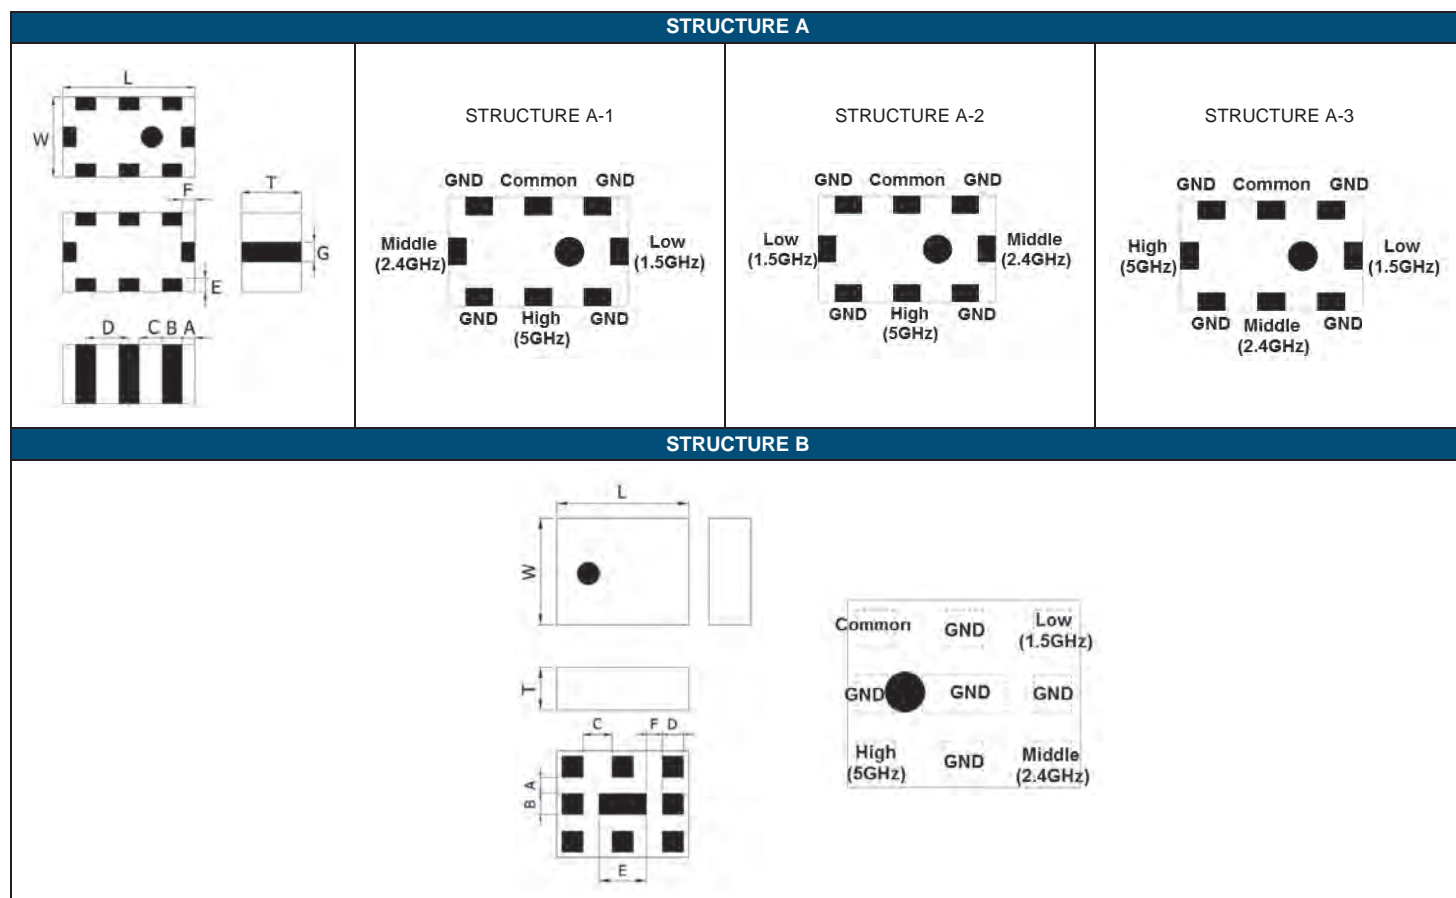 STRUCTURE A
L
W
F
T
G
E
D C B A
STRUCTURE A-1
GND Common GND
Middle
(2.4GHz)
Low
(1.5GHz)
GND High GND
(5GHz)
STRUCTURE A-2
GND Common GND
Low
(1.5GHz)
Middle
(2.4GHz)
GND High GND
(5GHz)
STRUCTURE A-3
GND Common GND
High
(5GHz)
Low
(1.5GHz)
GND Middle GND
(2.4GHz)
STRUCTURE B
L
W
T
C F D
A
B
E
Common GND Low
(1.5GHz)
GND GND GND
High GND Middle
(5GHz) (2.4GHz)